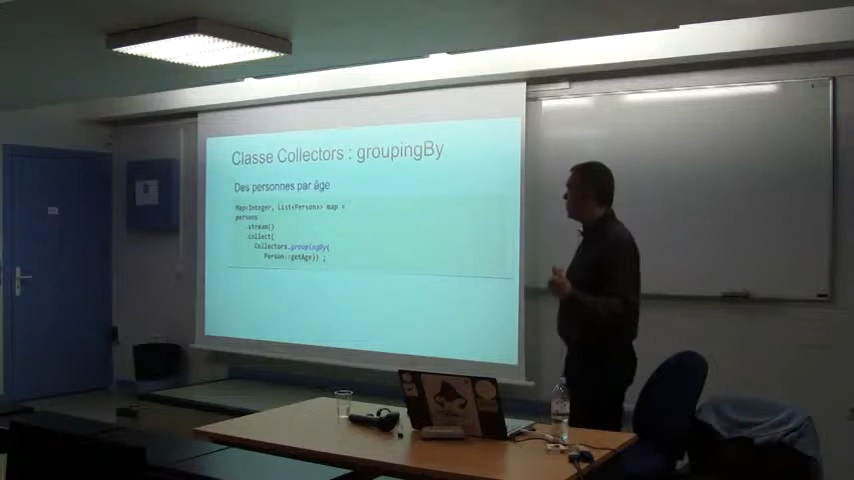 Classe Collectors : groupingBy
Des personnes par âge
Map<Integer, List<Person>> map =
persons
.stream()
.collect(
Collectors.groupingBy(
Person::getAge)) ;